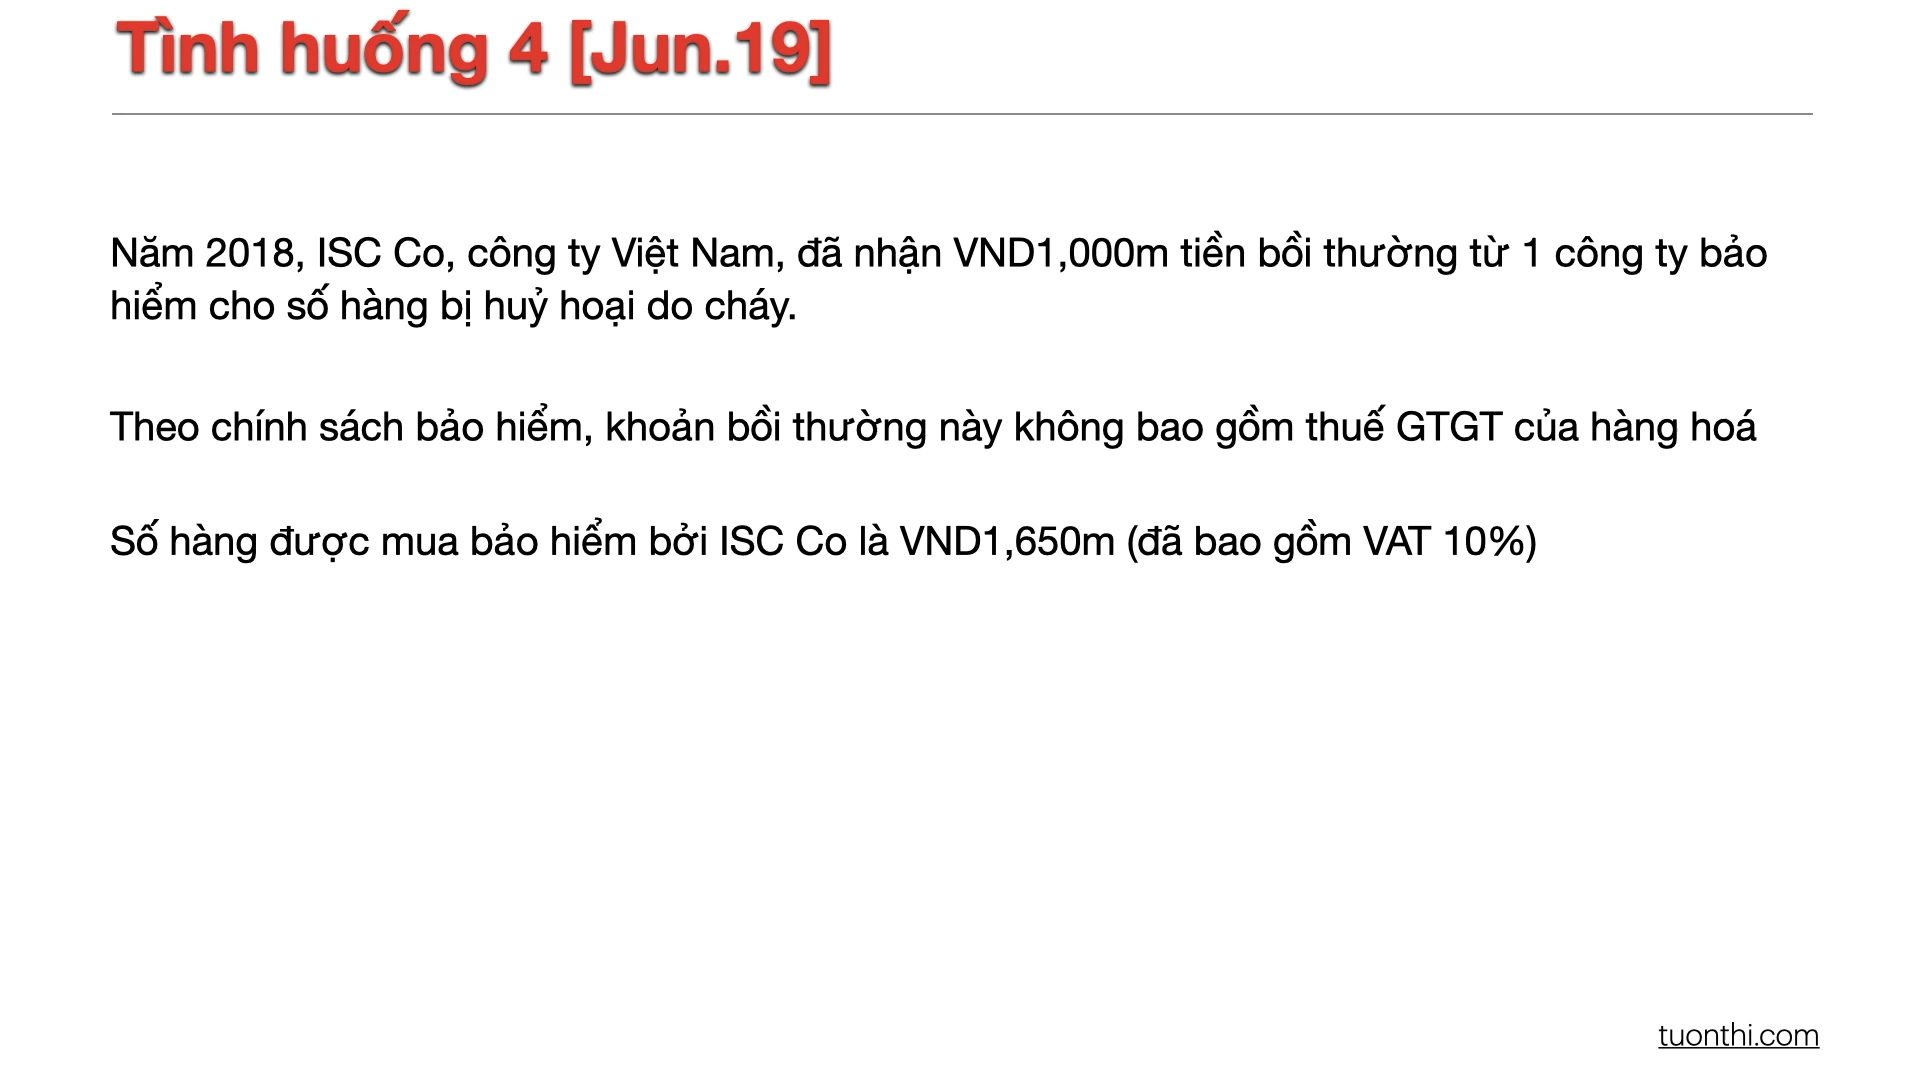 Tình huống 4 [Jun.19]
Năm 2018, ISC Co, công ty Việt Nam, đã nhận VND1,000m tiền bồi thường từ 1 công ty bảo
hiểm cho số hàng bị huỷ hoại do cháy.
Theo chính sách bảo hiểm, khoản bồi thường này không bao gồm thuế GTGT của hàng hoá
Số hàng được mua bảo hiểm bởi ISC Co là VND1,650m (đã bao gồm VAT 10%)
tuonthi.com